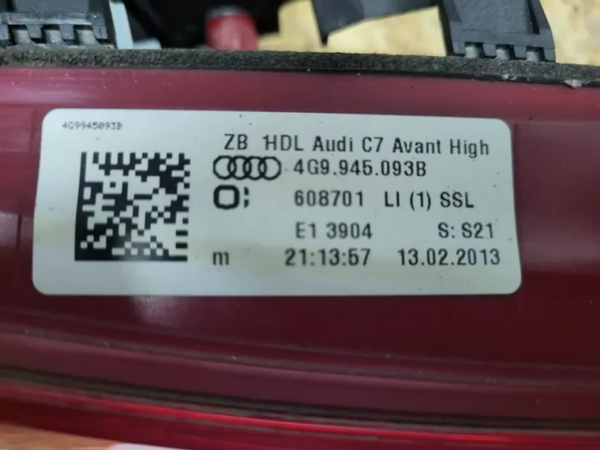 4G9945093B
ZB 1HDL Audi C7 Avant High
4G9.945.093B
608701 LI (1) SSL
E1 3904 S: S21
m 21:13:57 13.02.2013